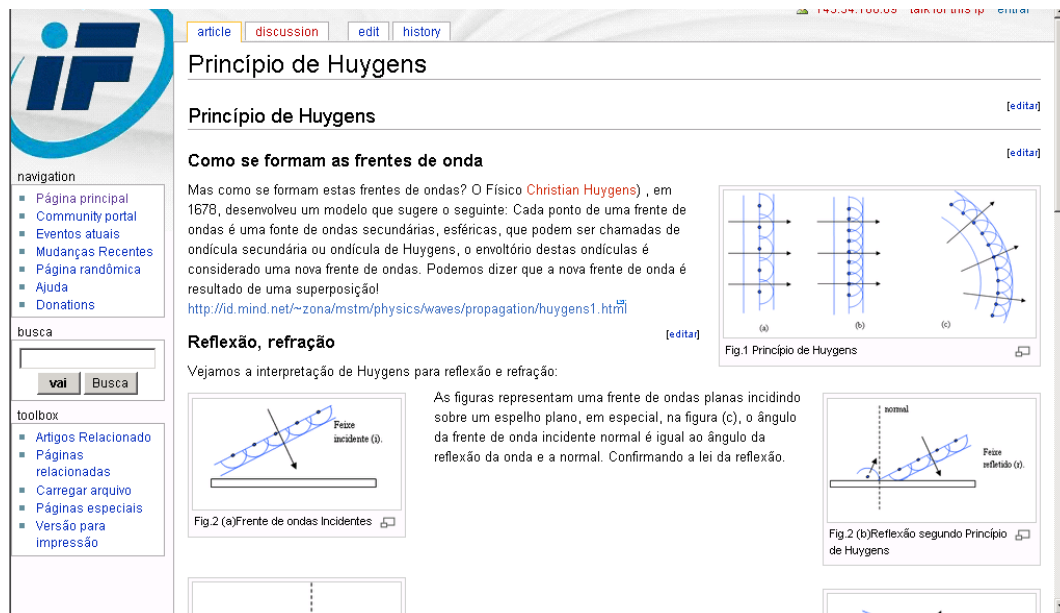 article discussion edit history
Princípio de Huygens
[editar]
Princípio de Huygens
[editar]
Como se formam as frentes de onda
Mas como se formam estas frentes de ondas? O Físico Christian Huygens) , em
1678, desenvolveu um modelo que sugere o seguinte: Cada ponto de uma frente de
ondas é uma fonte de ondas secundárias, esféricas, que podem ser chamadas de
ondícula secundária ou ondícula de Huygens, o envoltório destas ondículas é
considerado uma nova frente de ondas. Podemos dizer que a nova frente de onda é
resultado de uma superposição!
http://id.mind.net/~zona/mstm/physics/waves/propagation/huygens1.html
(a) (b) (c)
Fig.1 Princípio de Huygens
[editar]
Reflexão, refração
Vejamos a interpretação de Huygens para reflexão e refração:
Feixe
incidente (i).
Fig.2 (a)Frente de ondas Incidentes
As figuras representam uma frente de ondas planas incidindo
sobre um espelho plano, em especial, na figura (c), o ângulo
da frente de onda incidente normal é igual ao ângulo da
reflexão da onda e a normal. Confirmando a lei da reflexão.
normal
Feixe
refletido (r).
Fig.2 (b)Reflexão segundo Princípio
de Huygens
iF
navigation
Página principal
Community portal
Eventos atuais
Mudanças Recentes
Página randômica
Ajuda
Donations
busca
vai Busca
toolbox
Artigos Relacionado
Páginas
relacionadas
Carregar arquivo
Páginas especiais
Versão para
impressão